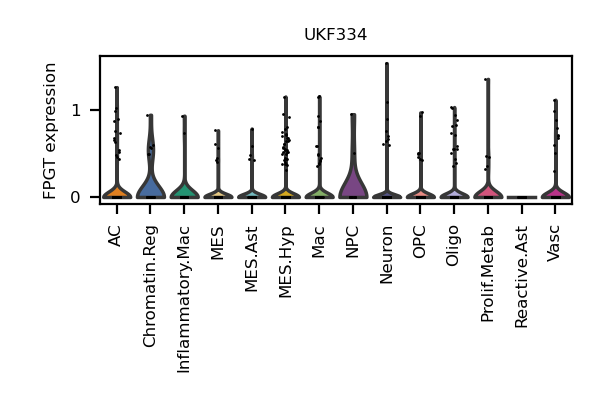 UKF334
FPGT expression
1
0
AC
Chromatin.Reg
Inflammatory.Mac
MES
MES.Ast
MES.Hyp
Mac
NPC
Neuron
OPC
Oligo
Prolif.Metab
Reactive.Ast
Vasc